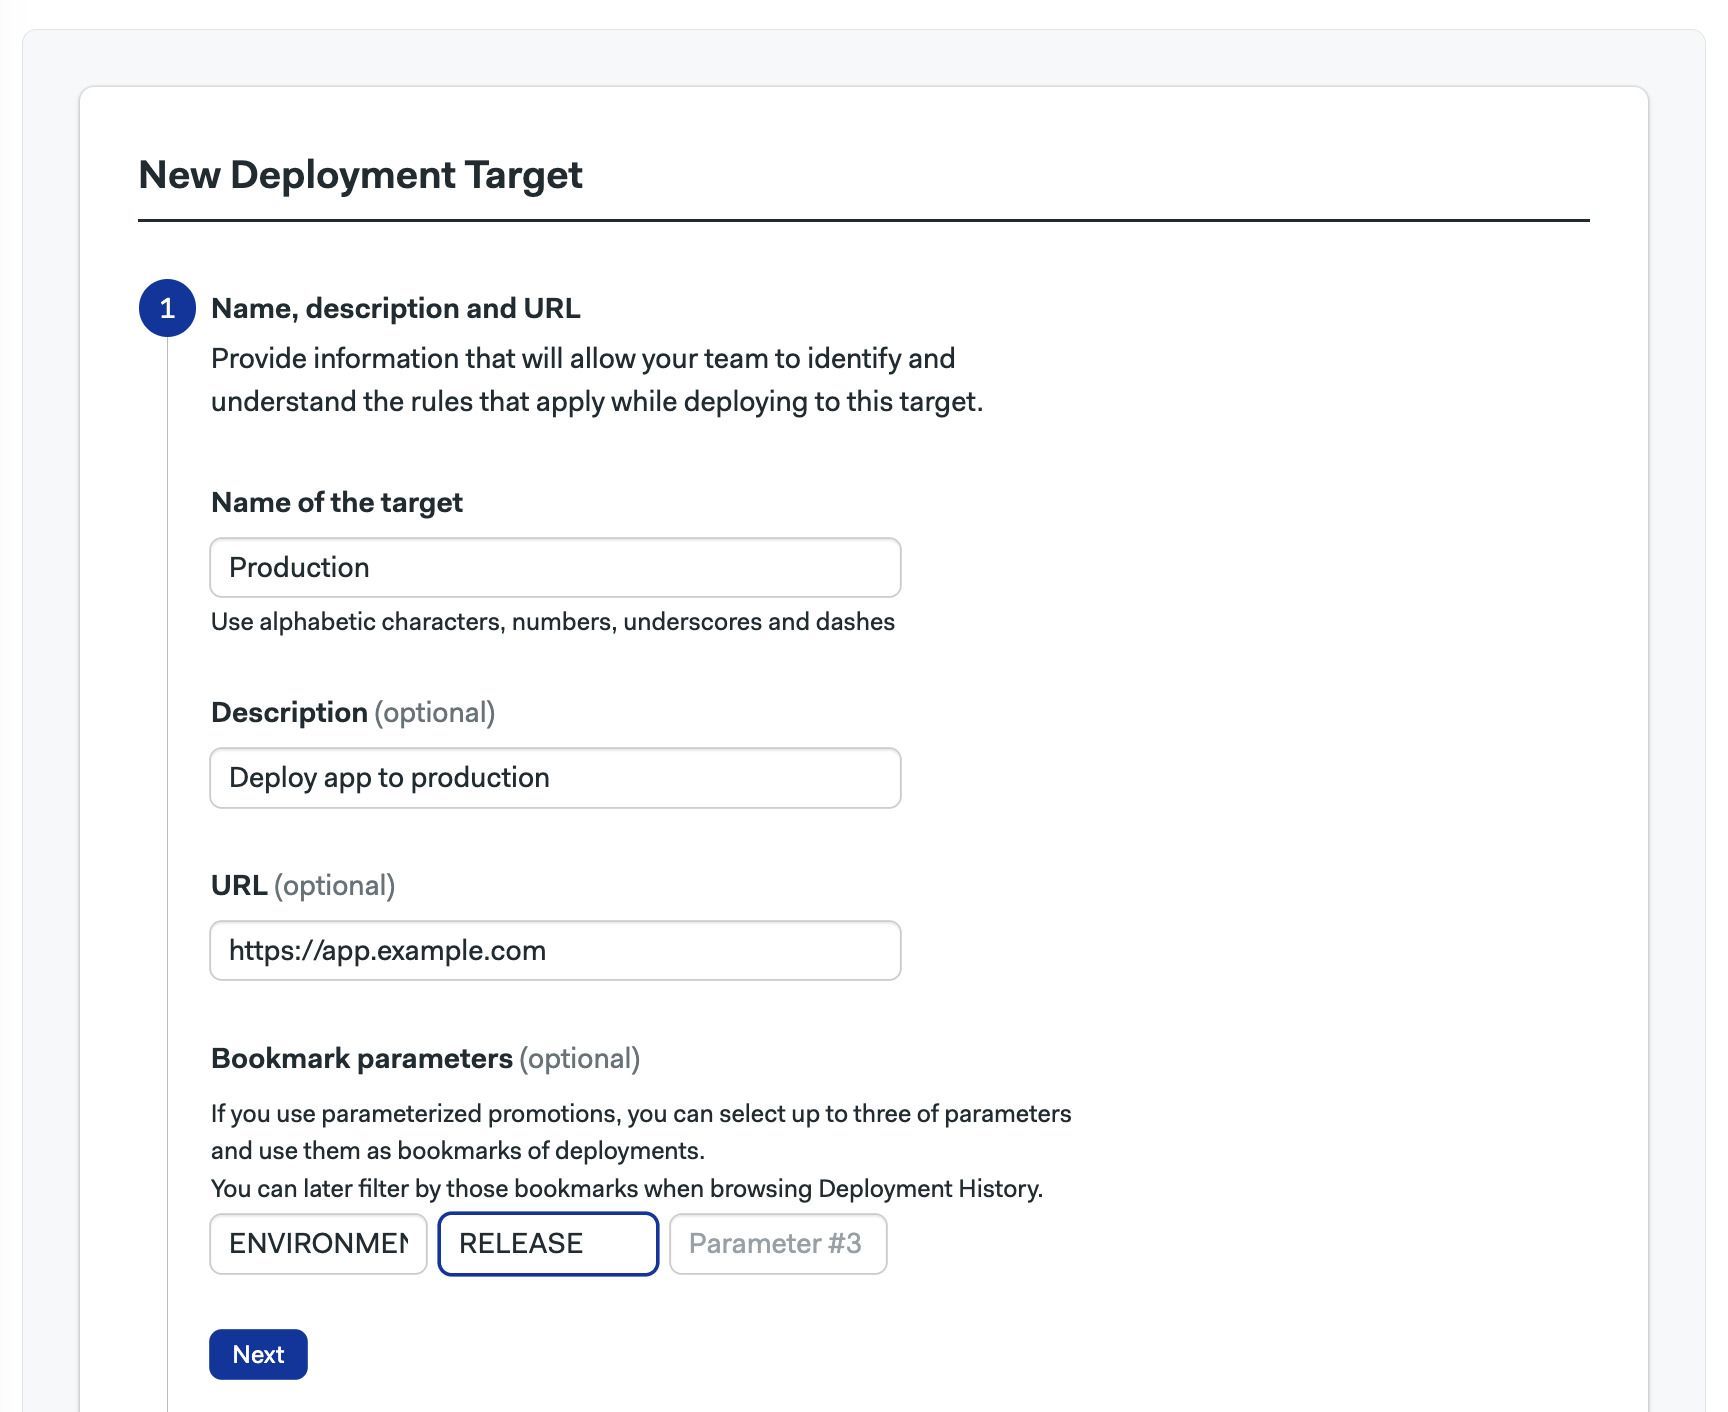 New Deployment Target
1 Name, description and URL
Provide information that will allow your team to identify and
understand the rules that apply while deploying to this target.
Name of the target
Production
Use alphabetic characters, numbers, underscores and dashes
Description (optional)
Deploy app to production
URL (optional)
https://app.example.com
Bookmark parameters (optional)
If you use parameterized promotions, you can select up to three of parameters
and use them as bookmarks of deployments.
You can later filter by those bookmarks when browsing Deployment History.
ENVIRONMEN RELEASE Parameter #3
Next